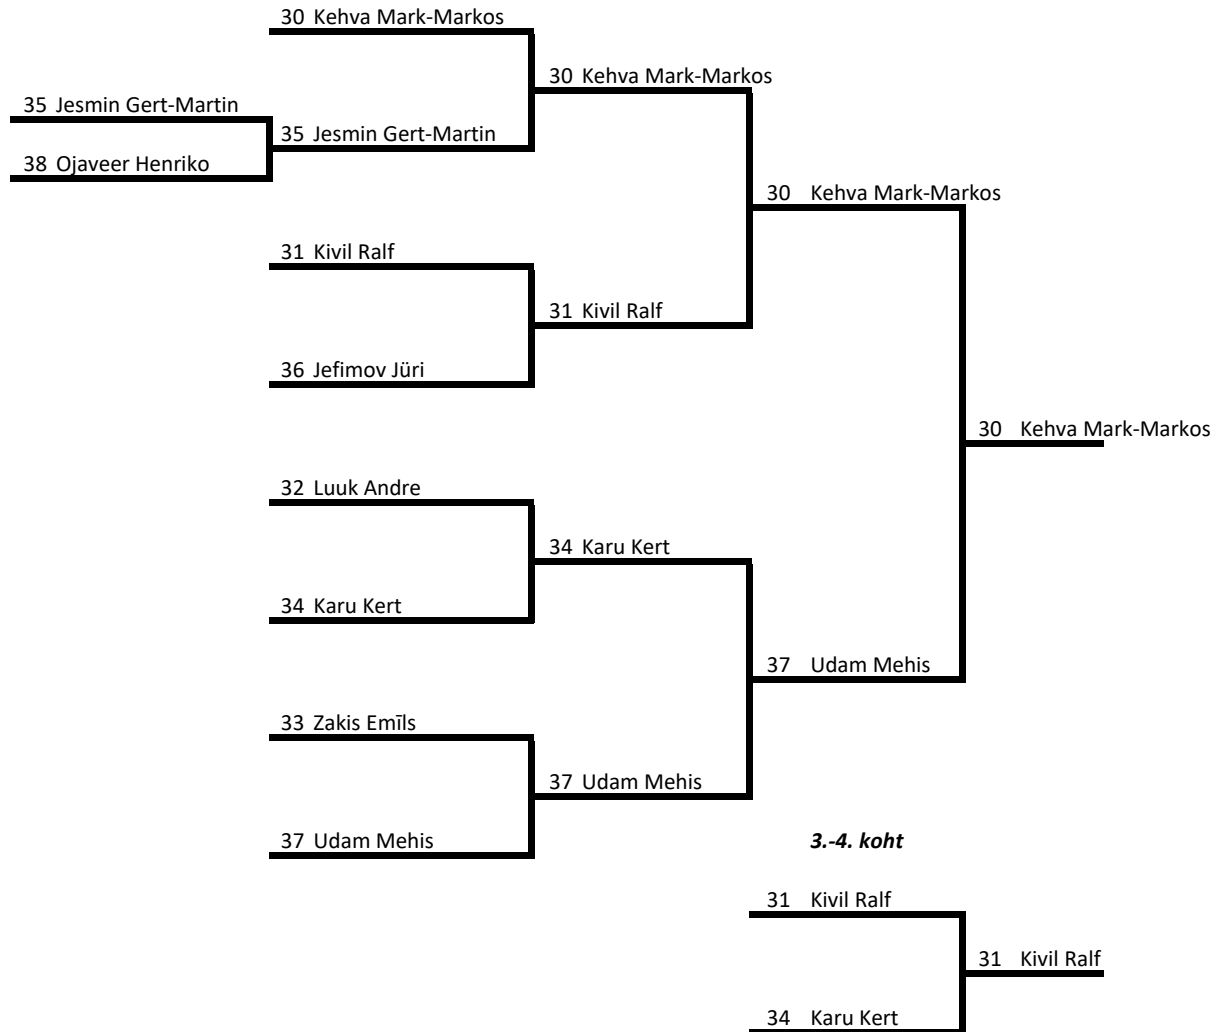 30 Kehva Mark-Markos
30 Kehva Mark-Markos
35 Jesmin Gert-Martin
35 Jesmin Gert-Martin
38 Ojaveer Henriko
30 Kehva Mark-Markos
31 Kivil Ralf
31 Kivil Ralf
36 Jefimov Jüri
30 Kehva Mark-Markos
32 Luuk Andre
34 Karu Kert
34 Karu Kert
37 Udam Mehis
33 Zakis Emīls
37 Udam Mehis
37 Udam Mehis
3.-4. koht
31 Kivil Ralf
31 Kivil Ralf
34 Karu Kert